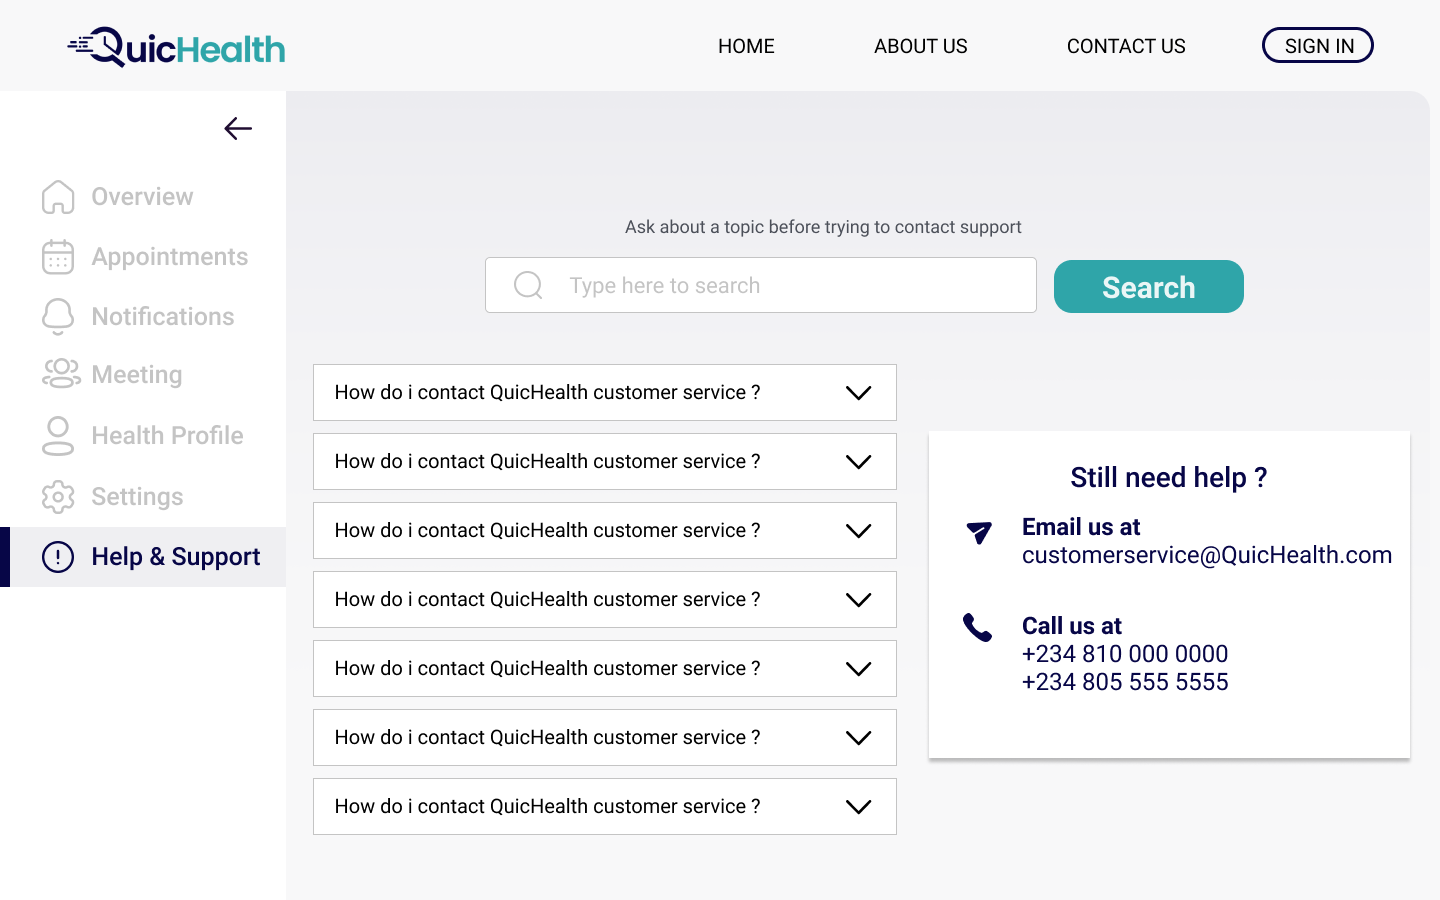 QuicHealth
HOME
ABOUT US
CONTACT US
SIGN IN
Overview
Appointments
Notifications
Meeting
Health Profile
Settings
Help & Support
Ask about a topic before trying to contact support
Type here to search
Search
How do i contact QuicHealth customer service ?
How do i contact QuicHealth customer service ?
How do i contact QuicHealth customer service ?
How do i contact QuicHealth customer service ?
How do i contact QuicHealth customer service ?
How do i contact QuicHealth customer service ?
How do i contact QuicHealth customer service ?
Still need help ?
Email us at
customerservice@QuicHealth.com
Call us at
+234 810 000 0000
+234 805 555 5555